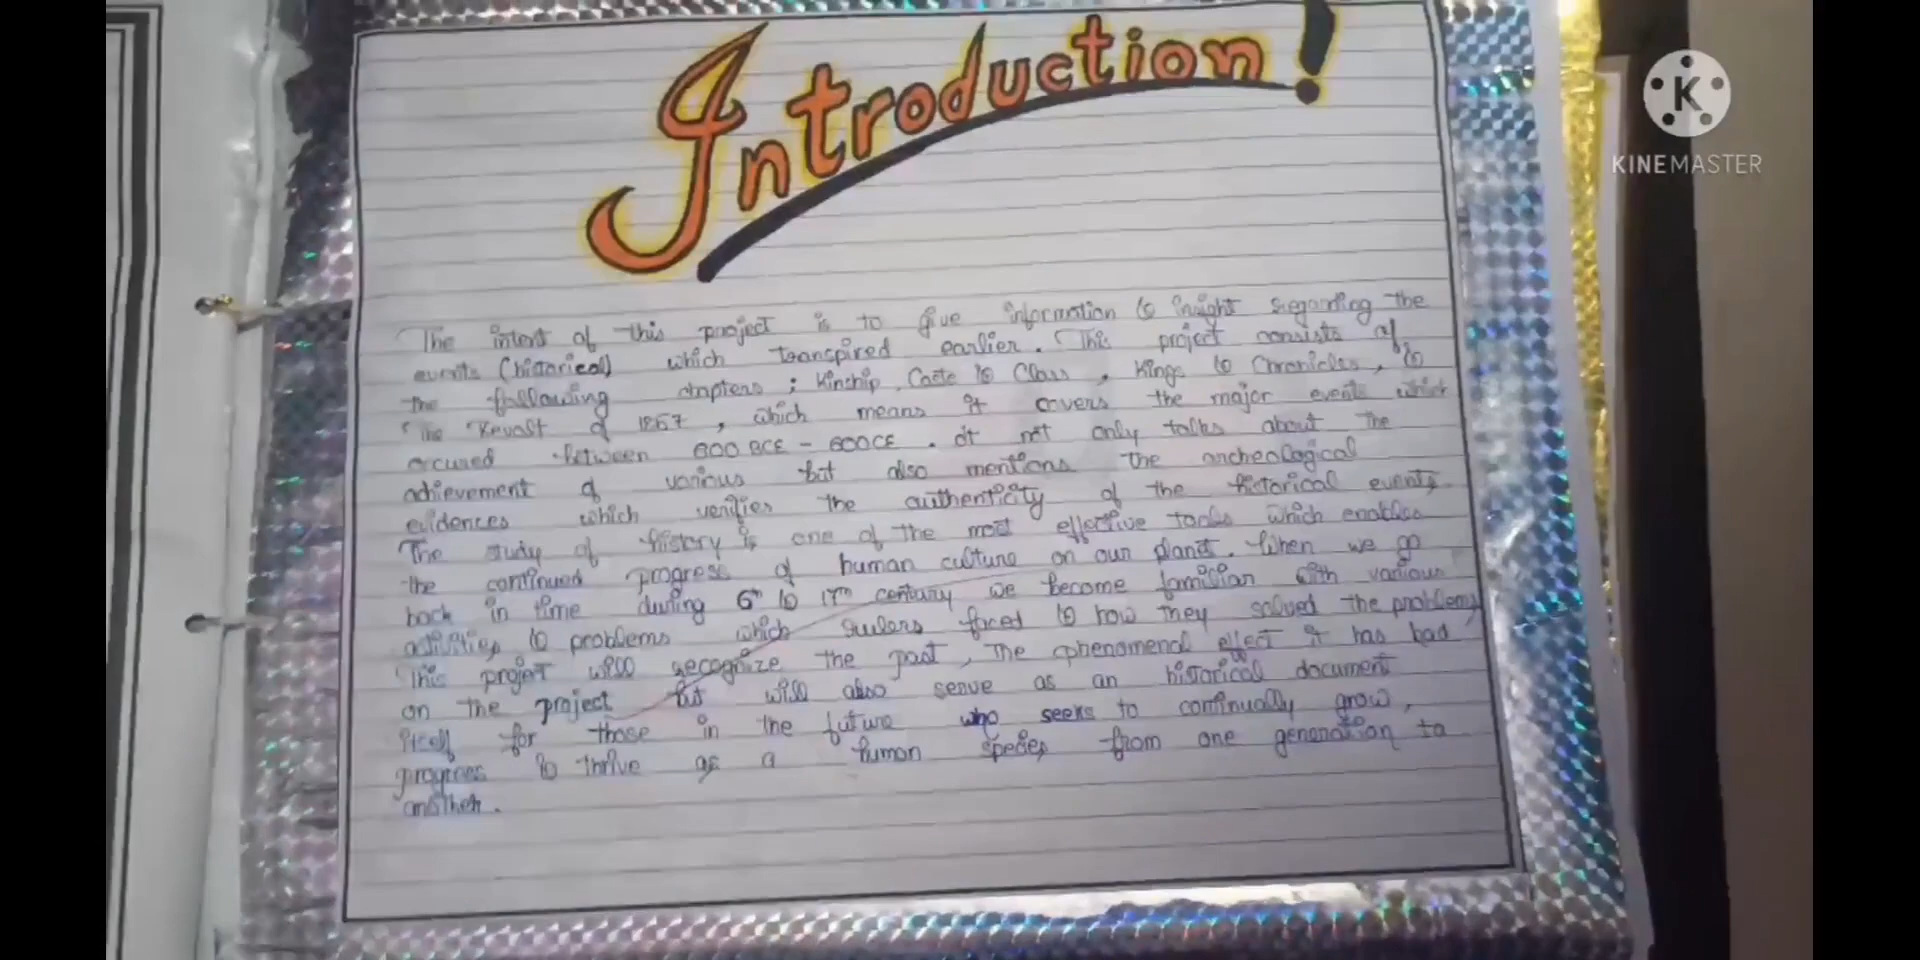 Introduction!
The intent of this project is to give information & insight regarding the
events (historical) which transpired earlier. This project consists of
the following chapters ; Kinship, Caste & Class, Kings & Chronicles, &
The Revolt of 1857, which means it covers the major events which
occured between 600 BCE - 600 CE. It not only talks about the
achievement of various but also mentions the archeological
evidences which verifies the authenticity of the historical events
The study of history is one of the most effective tools which enables
the continued progress of human culture on our planet. When we go
back in time during 6th to 17th century we become familiar with various
activities & problems which rulers faced & how they solved the problems
This project will recognize the past, the phenomenal effect it has had
on the project but will also serve as an historical document
itself for those in the future who seeks to continually grow,
progress & thrive as a human species from one generation to
another.
K
KINEMASTER